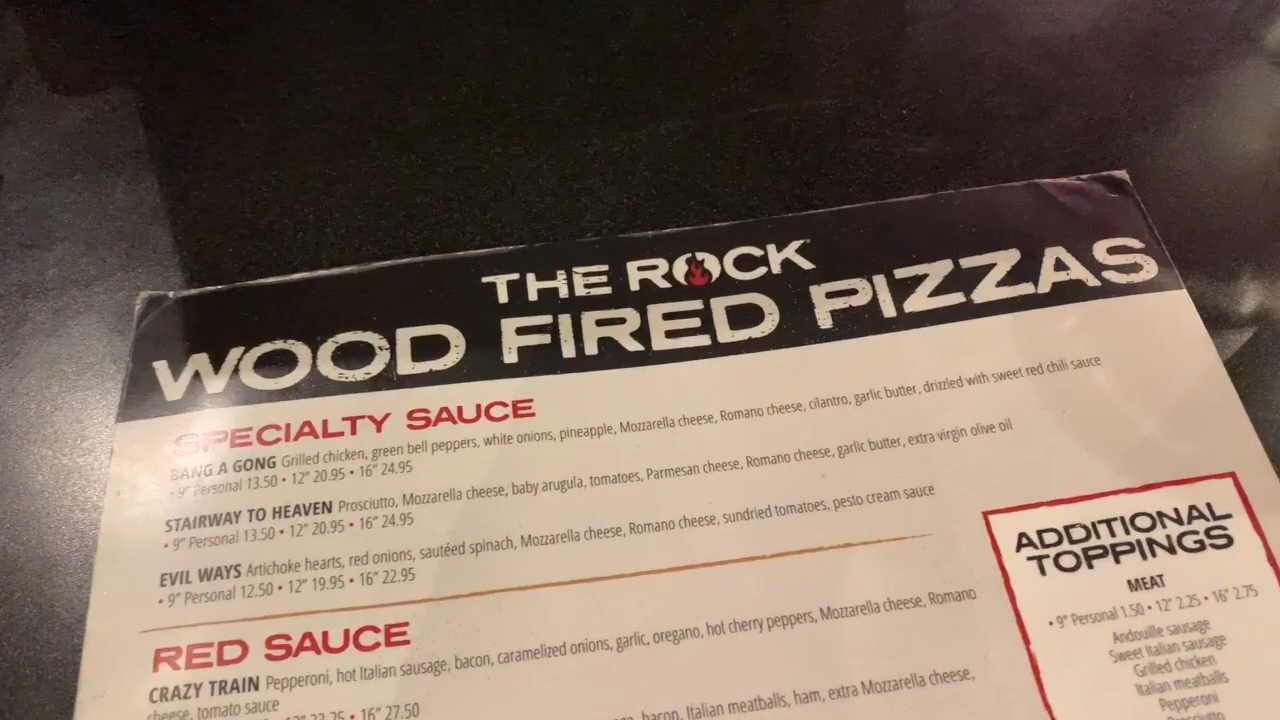 THE ROCK
WOOD FIRED PIZZAS
SPECIALTY SAUCE
BANG A GONG Grilled chicken, green bell peppers, white onions, pineapple, Mozzarella cheese, Romano cheese, cilantro, garlic butter, drizzled with sweet red chili sauce
• 9" Personal 13.50 • 12" 20.95 • 16" 24.95
STAIRWAY TO HEAVEN Prosciutto, Mozzarella cheese, baby arugula, tomatoes, Parmesan cheese, Romano cheese, garlic butter, extra virgin olive oil
• 9" Personal 13.50 • 12" 20.95 • 16" 24.95
EVIL WAYS Artichoke hearts, red onions, sautéed spinach, Mozzarella cheese, Romano cheese, sundried tomatoes, pesto cream sauce
• 9" Personal 12.50 • 12" 19.95 • 16" 22.95
RED SAUCE
CRAZY TRAIN Pepperoni, hot Italian sausage, bacon, caramelized onions, garlic, oregano, hot cherry peppers, Mozzarella cheese, Romano
cheese, tomato sauce
• 16" 27.50
bacon, Italian meatballs, ham, extra Mozzarella cheese,
ADDITIONAL
TOPPINGS
MEAT
• 9" Personal 1.50 • 12" 2.25 • 16" 2.75
Andouille sausage
Sweet Italian sausage
Grilled chicken
Italian meatballs
Pepperoni
Prosciutto